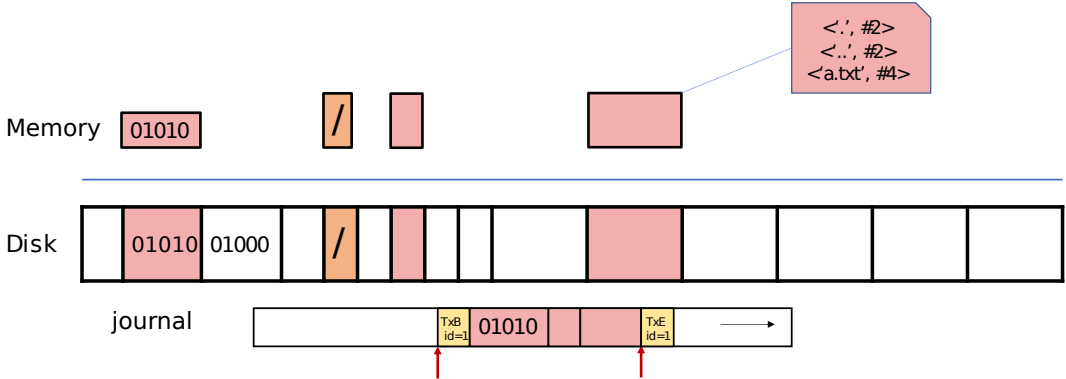 <'.', #2>
<'..', #2>
<'a.txt', #4>
Memory
01010
/
Disk
01010
01000
/
journal
TxB
id=1
01010
TxE
id=1